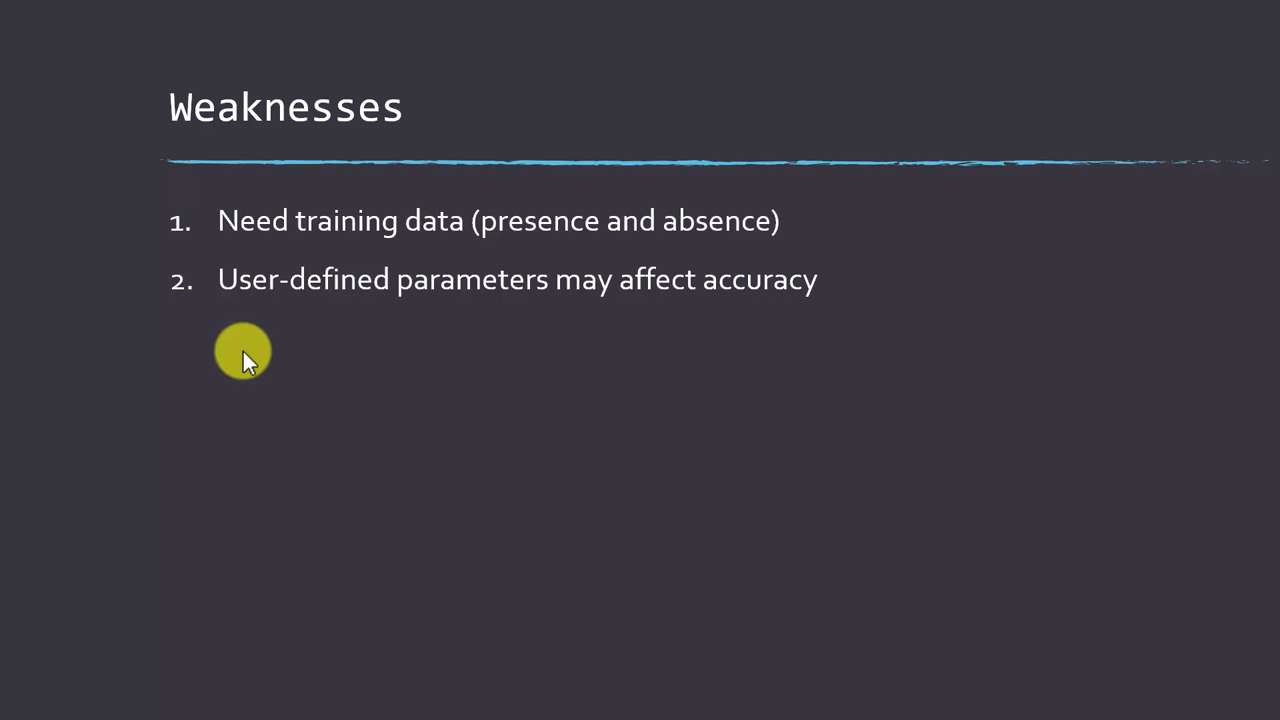 Weaknesses
1. Need training data (presence and absence)
2. User-defined parameters may affect accuracy